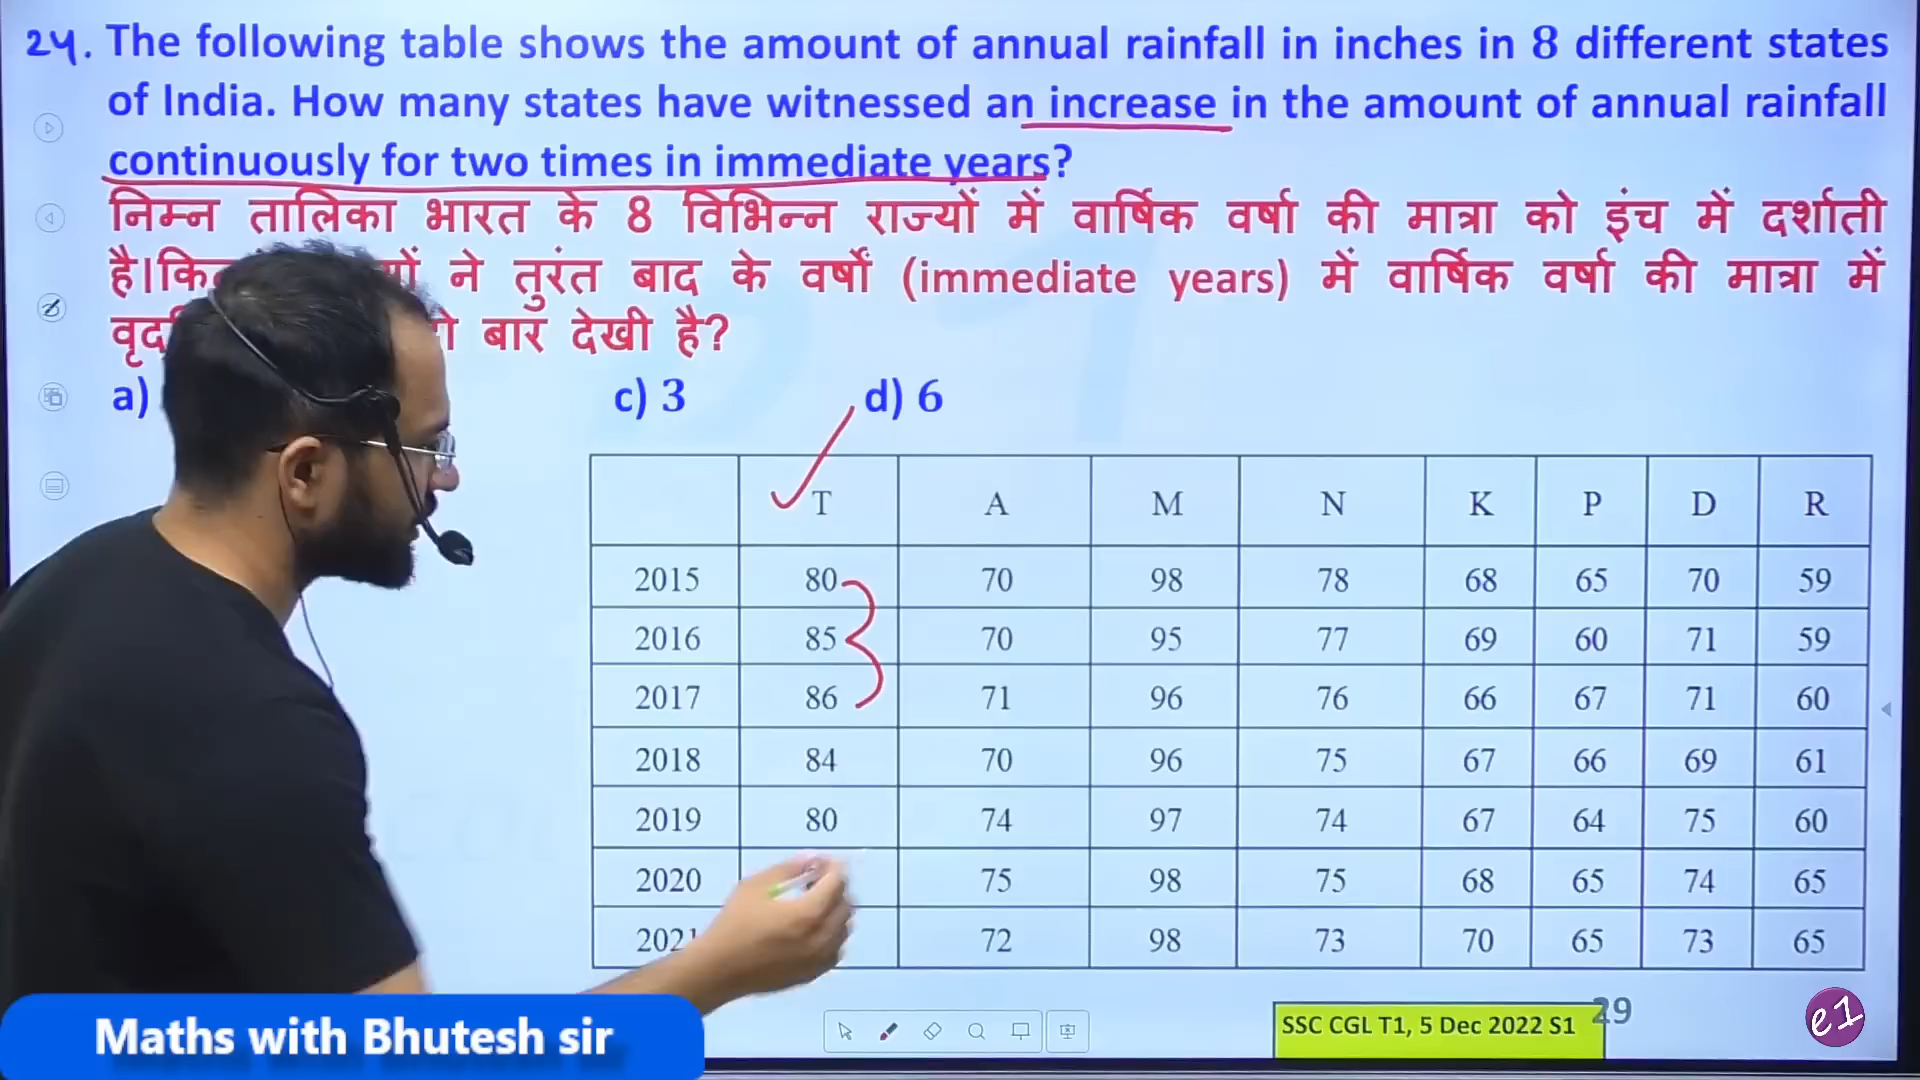 24. The following table shows the amount of annual rainfall in inches in 8 different states
of India. How many states have witnessed an increase in the amount of annual rainfall
continuously for two times in immediate years?
निम्न तालिका भारत के 8 विभिन्न राज्यों में वार्षिक वर्षा की मात्रा को इंच में दर्शाती
है। ने तुरंत बाद के वर्षों (immediate years) में वार्षिक वर्षा की मात्रा में
बार देखी है?
a) c) 3 d) 6
T A M N K P D R
2015 80 70 98 78 68 65 70 59
2016 85 70 95 77 69 60 71 59
2017 86 71 96 76 66 67 71 60
2018 84 70 96 75 67 66 69 61
2019 80 74 97 74 67 64 75 60
2020 75 98 75 68 65 74 65
2021 72 98 73 70 65 73 65
Maths with Bhutesh sir
SSC CGL T1, 5 Dec 2022 S1
29
e1